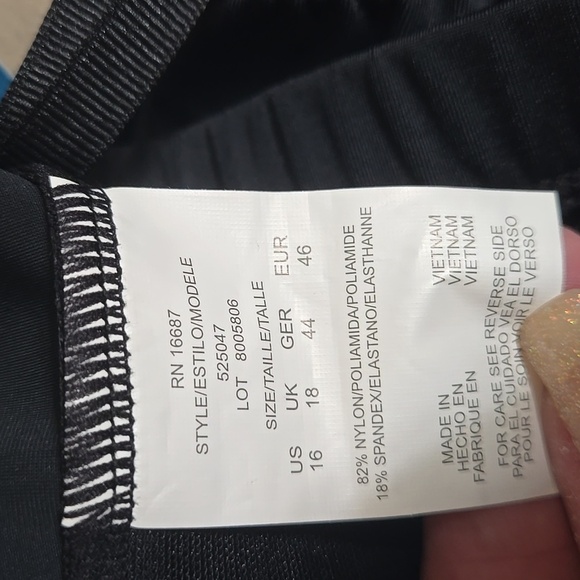 RN 16687
STYLE/ESTILO/MODELE
525047
LOT 8005806
SIZE/TAILLE/TALLE
US UK GER EUR
16 18 44 46
82% NYLON/POLIAMIDA/POLIAMIDE
18% SPANDEX/ELASTANO/ELASTHANNE
MADE IN VIETNAM
HECHO EN VIETNAM
FABRIQUE EN VIETNAM
FOR CARE SEE REVERSE SIDE
PARA EL CUIDADO VEA EL DORSO
POUR LE SOIN VOIR LE VERSO